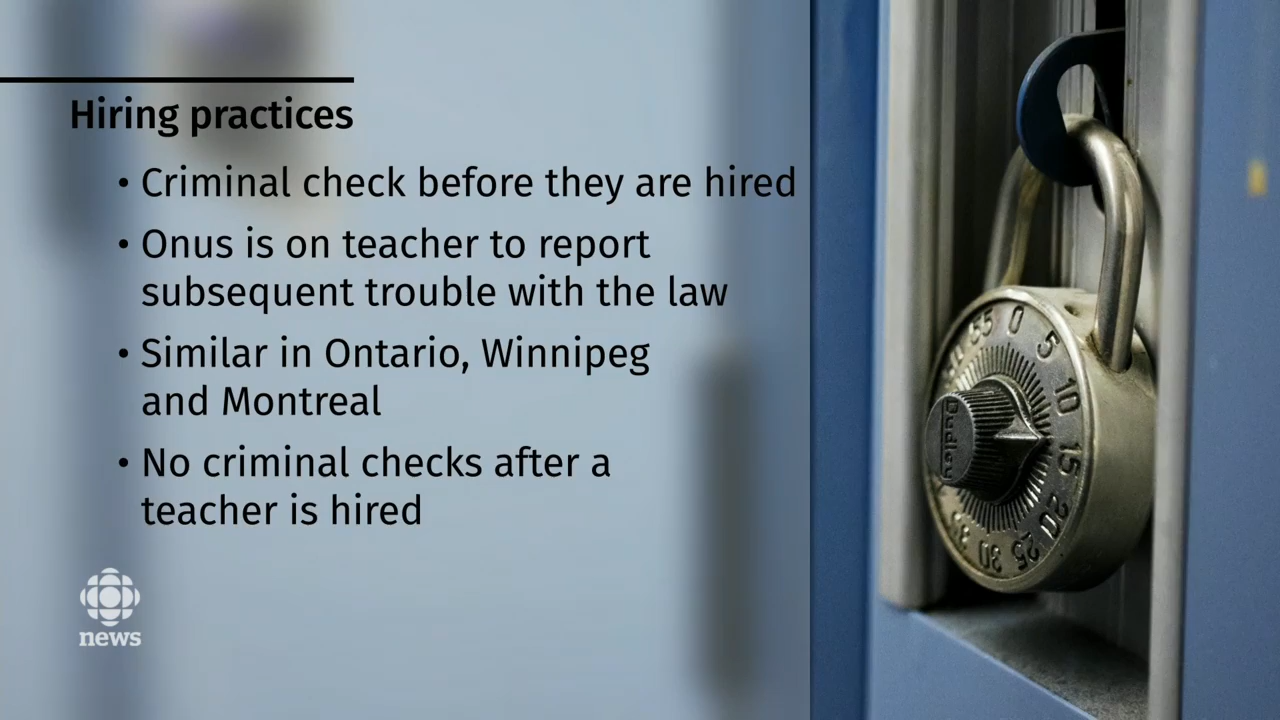 Hiring practices
• Criminal check before they are hired
• Onus is on teacher to report
subsequent trouble with the law
• Similar in Ontario, Winnipeg
and Montreal
• No criminal checks after a
teacher is hired
news
55 0 5 10 15 20 25 30 35
Dudley